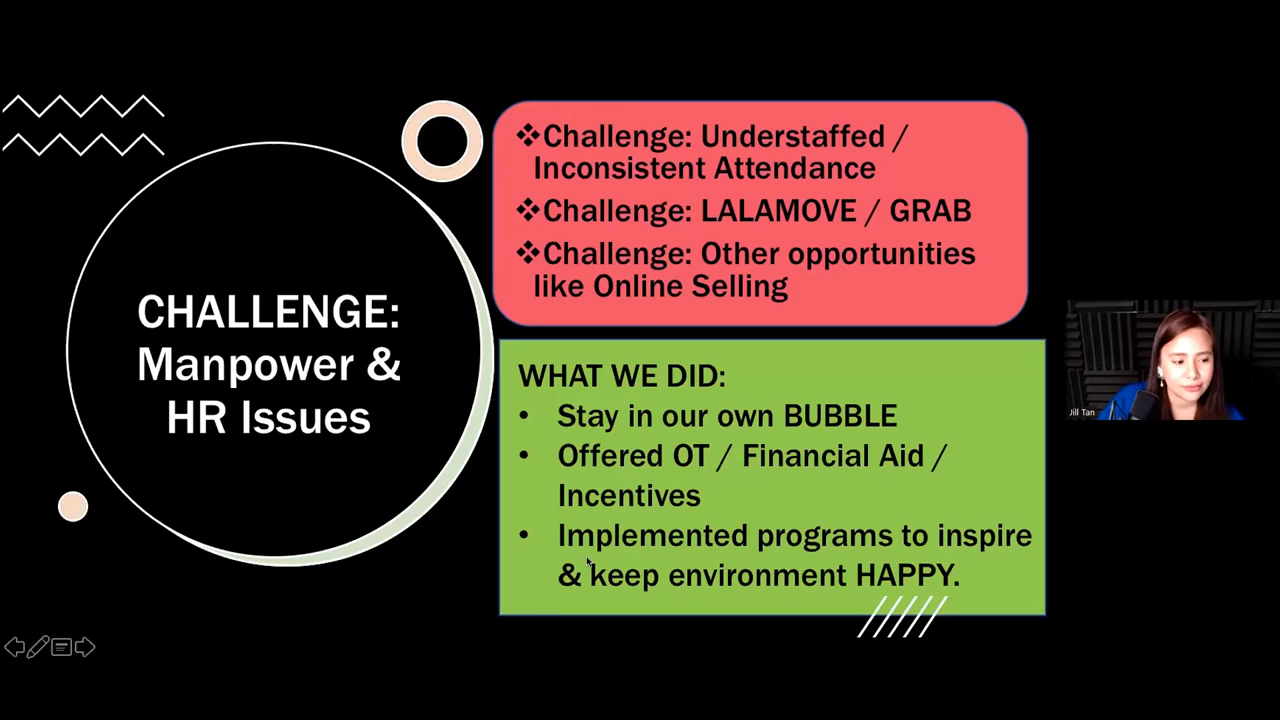 CHALLENGE:
Manpower &
HR Issues
❖Challenge: Understaffed /
Inconsistent Attendance
❖Challenge: LALAMOVE / GRAB
❖Challenge: Other opportunities
like Online Selling
WHAT WE DID:
• Stay in our own BUBBLE
• Offered OT / Financial Aid /
Incentives
• Implemented programs to inspire
& keep environment HAPPY.
Jill Tan